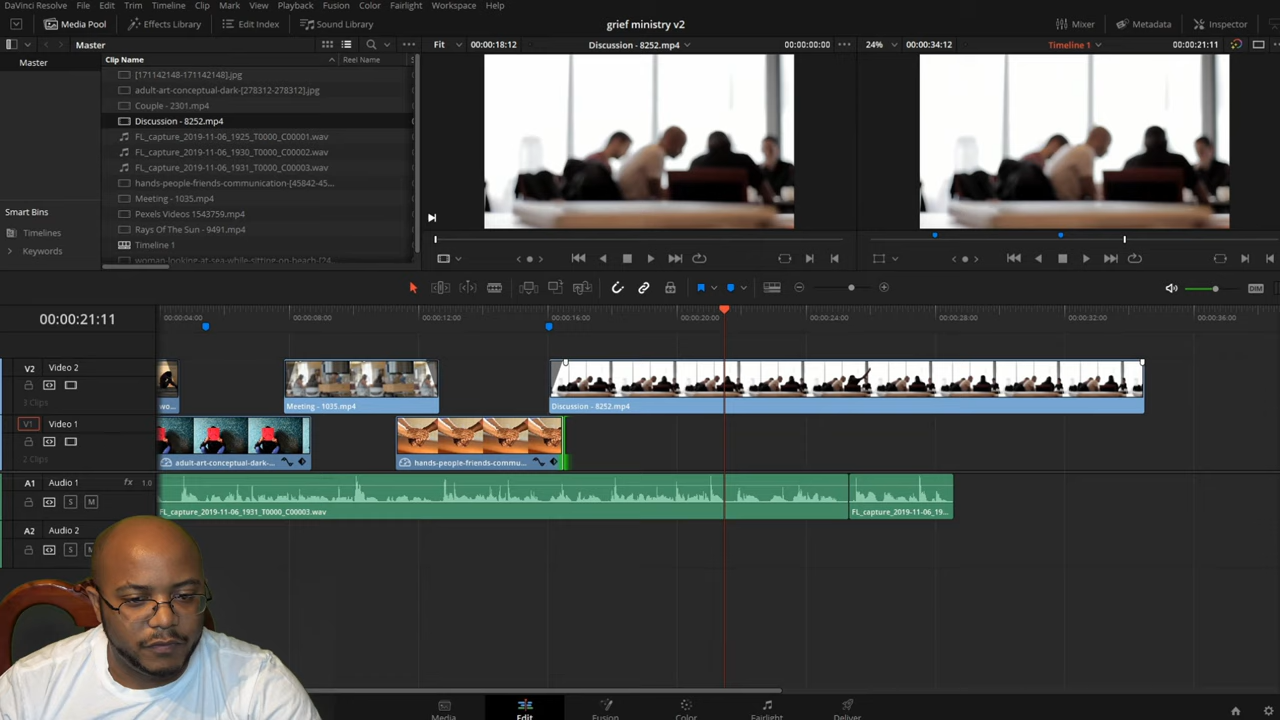 DaVinci Resolve File Edit Trim Timeline Clip Mark View Playback Fusion Color Fairlight Workspace Help
Media Pool Effects Library Edit Index Sound Library grief ministry v2 Mixer Metadata Inspector
Master Fit 00:00:18:12 Discussion - 8252.mp4 00:00:00:00 24% 00:00:34:12 Timeline 1 00:00:21:11
Master
Clip Name Reel Name
[171142148-171142148].jpg
adult-art-conceptual-dark-[278312-278312].jpg
Couple - 2301.mp4
Discussion - 8252.mp4
FL_capture_2019-11-06_1925_T0000_C00001.wav
FL_capture_2019-11-06_1930_T0000_C00002.wav
FL_capture_2019-11-06_1931_T0000_C00003.wav
hands-people-friends-communication-[45842-45...
Meeting - 1035.mp4
Pexels Videos 1543759.mp4
Rays Of The Sun - 9491.mp4
Timeline 1
woman-looking-at-sea-while-sitting-on-beach-[33...
Smart Bins
Timelines
Keywords
DIM
00:00:21:11
00:00:04:00 00:00:08:00 00:00:12:00 00:00:16:00 00:00:20:00 00:00:24:00 00:00:28:00 00:00:32:00 00:00:36:00
V2 Video 2
3 Clips
wo... Meeting - 1035.mp4 Discussion - 8252.mp4
V1 Video 1
2 Clips
adult-art-conceptual-dark-... hands-people-friends-commu...
A1 Audio 1 fx 1.0
S M
FL_capture_2019-11-06_1931_T0000_C00003.wav FL_capture_2019-11-06_19...
A2 Audio 2
S M
Media Edit Fusion Color Fairlight Deliver